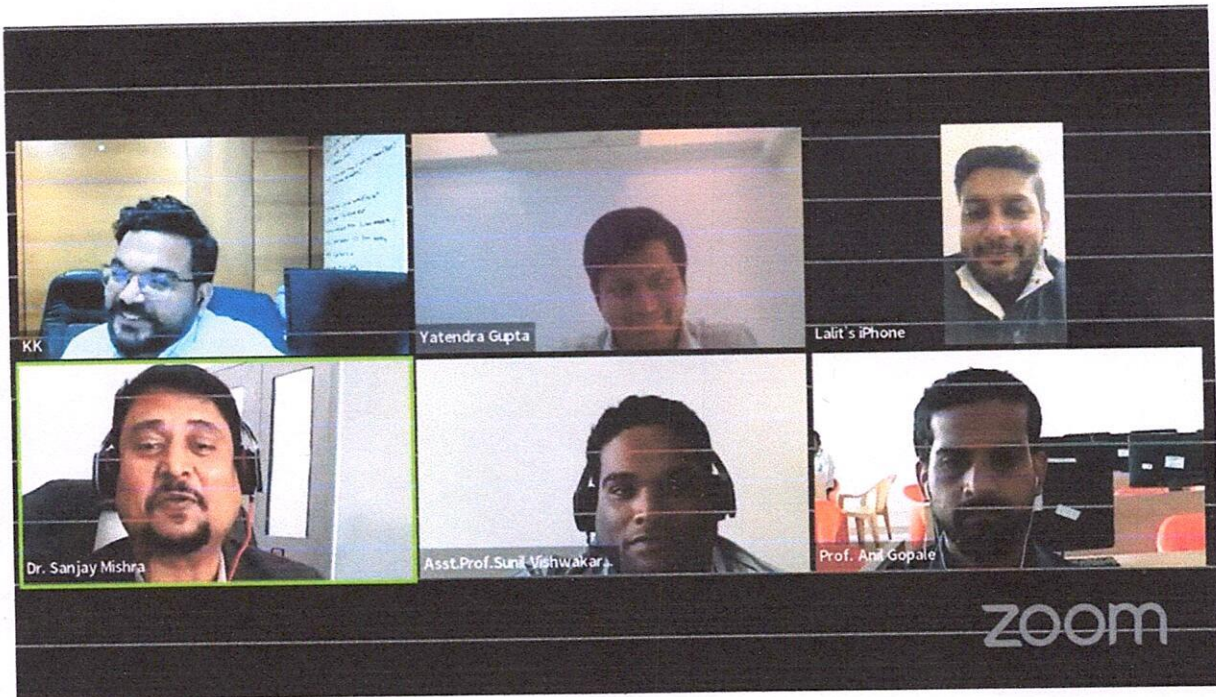 KK
Yatendra Gupta
Lalit's iPhone
Dr. Sanjay Mishra
Asst.Prof.Sunil Vishwakar...
Prof. Anil Gopale
zoom